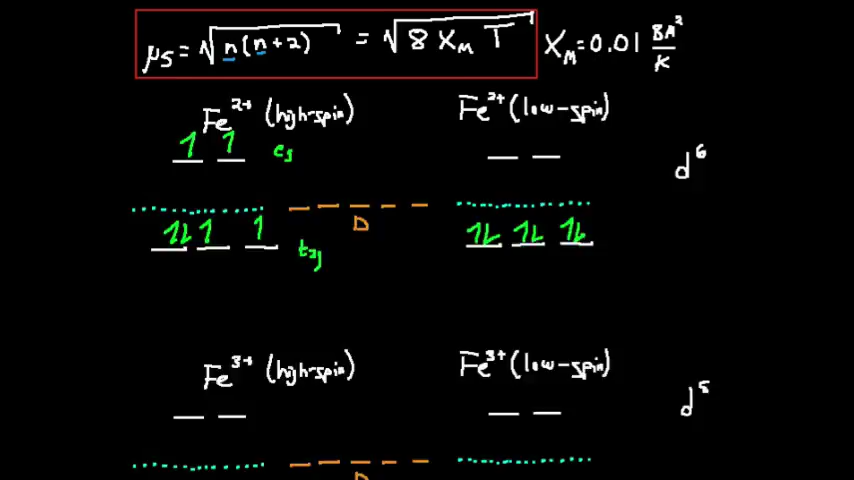 μs = √n(n+2) = √8 XM T XM = 0.01 BM²/K
Fe²⁺ (high-spin) Fe²⁺ (low-spin)
eg
d⁶
D
t2g
Fe³⁺ (high-spin) Fe³⁺ (low-spin)
d⁵
D